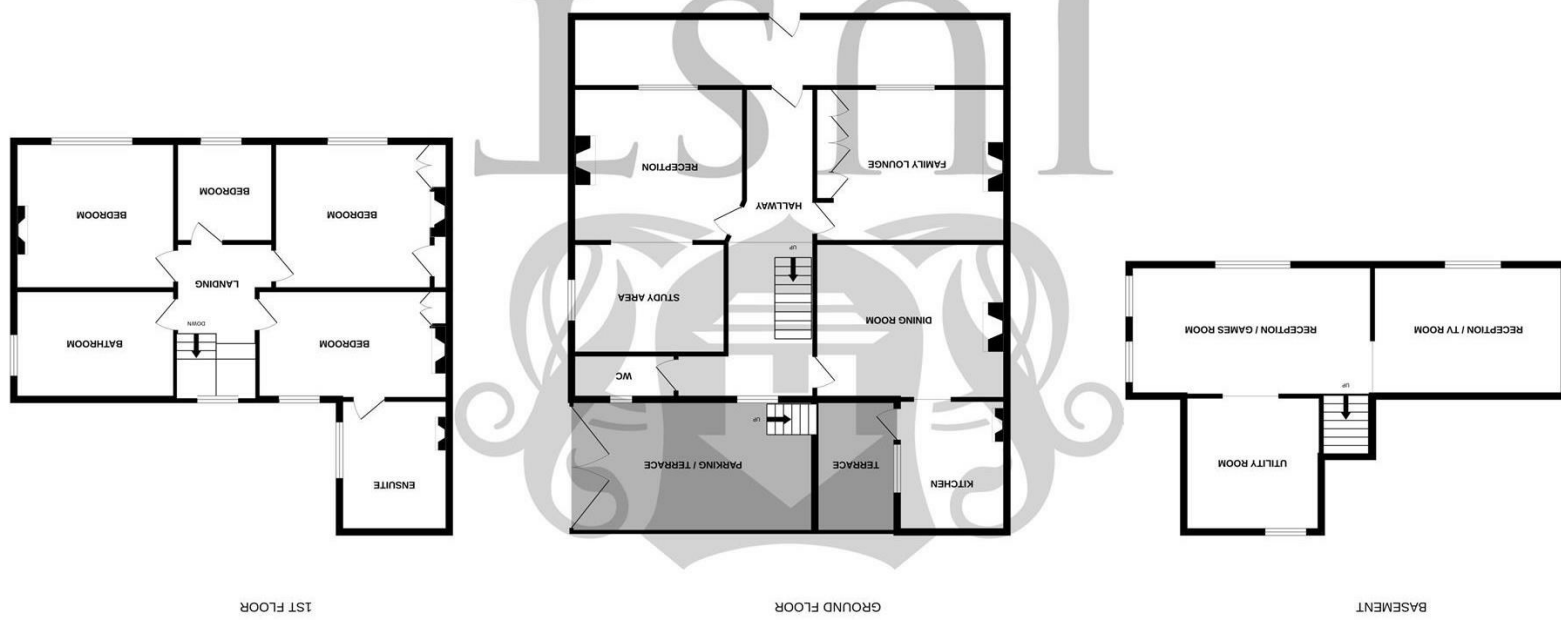 BASEMENT
GROUND FLOOR
1ST FLOOR
UTILITY ROOM
UP
RECEPTION / TV ROOM
RECEPTION / GAMES ROOM
KITCHEN
TERRACE
PARKING / TERRACE
UP
WC
DINING ROOM
STUDY AREA
UP
HALLWAY
FAMILY LOUNGE
RECEPTION
ENSUITE
BEDROOM
BATHROOM
DOWN
LANDING
BEDROOM
BEDROOM
BEDROOM
JUST